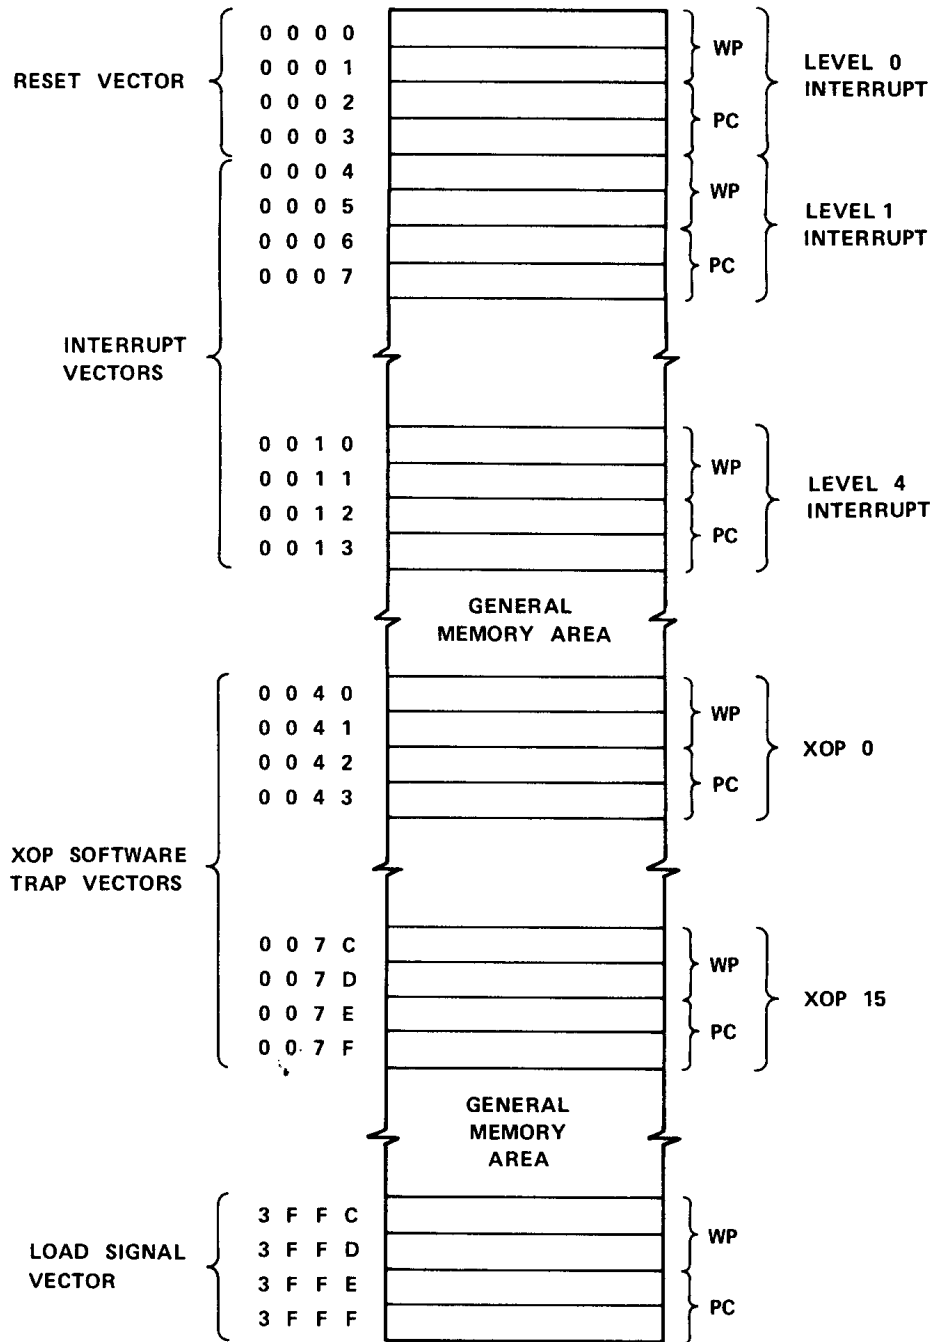 RESET VECTOR
0 0 0 0
0 0 0 1
0 0 0 2
0 0 0 3
WP
PC
LEVEL 0
INTERRUPT
INTERRUPT
VECTORS
0 0 0 4
0 0 0 5
0 0 0 6
0 0 0 7
WP
PC
LEVEL 1
INTERRUPT
0 0 1 0
0 0 1 1
0 0 1 2
0 0 1 3
WP
PC
LEVEL 4
INTERRUPT
GENERAL
MEMORY AREA
XOP SOFTWARE
TRAP VECTORS
0 0 4 0
0 0 4 1
0 0 4 2
0 0 4 3
WP
PC
XOP 0
0 0 7 C
0 0 7 D
0 0 7 E
0 0 7 F
WP
PC
XOP 15
GENERAL
MEMORY
AREA
LOAD SIGNAL
VECTOR
3 F F C
3 F F D
3 F F E
3 F F F
WP
PC